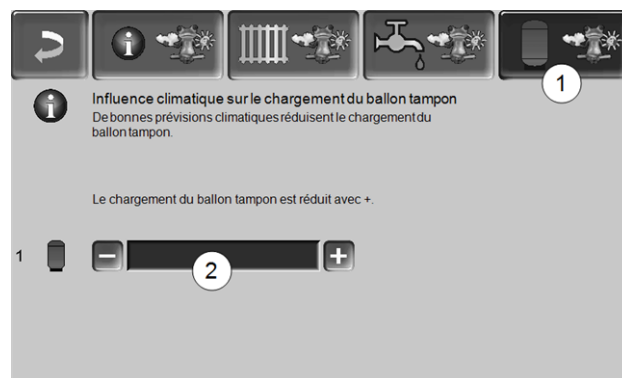 1
Influence climatique sur le chargement du ballon tampon
De bonnes prévisions climatiques réduisent le chargement du
ballon tampon.
Le chargement du ballon tampon est réduit avec +.
1
2